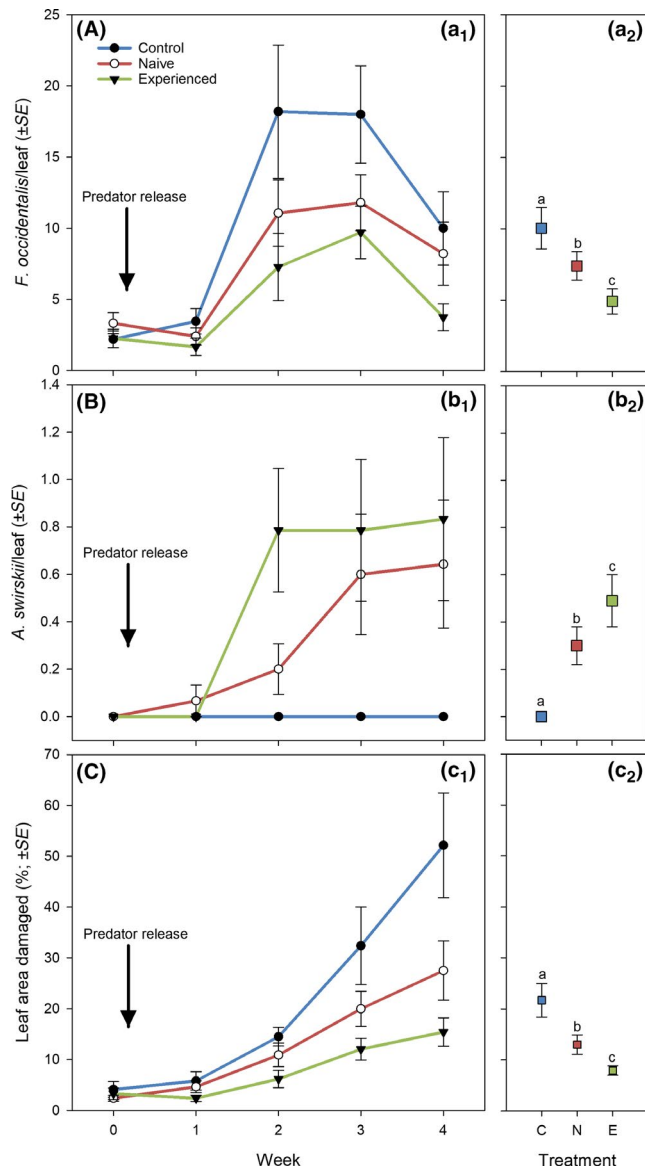 (A)
(a1)
(a2)
Control
Naive
Experienced
25
20
15
10
5
0
F. occidentalis/leaf (±SE)
Predator release
a
b
c
(B)
(b1)
(b2)
1.4
1.2
1.0
0.8
0.6
0.4
0.2
0.0
A. swirskii/leaf (±SE)
Predator release
a
b
c
(C)
(c1)
(c2)
70
60
50
40
30
20
10
0
Leaf area damaged (%; ±SE)
Predator release
a
b
c
0 1 2 3 4
Week
C N E
Treatment